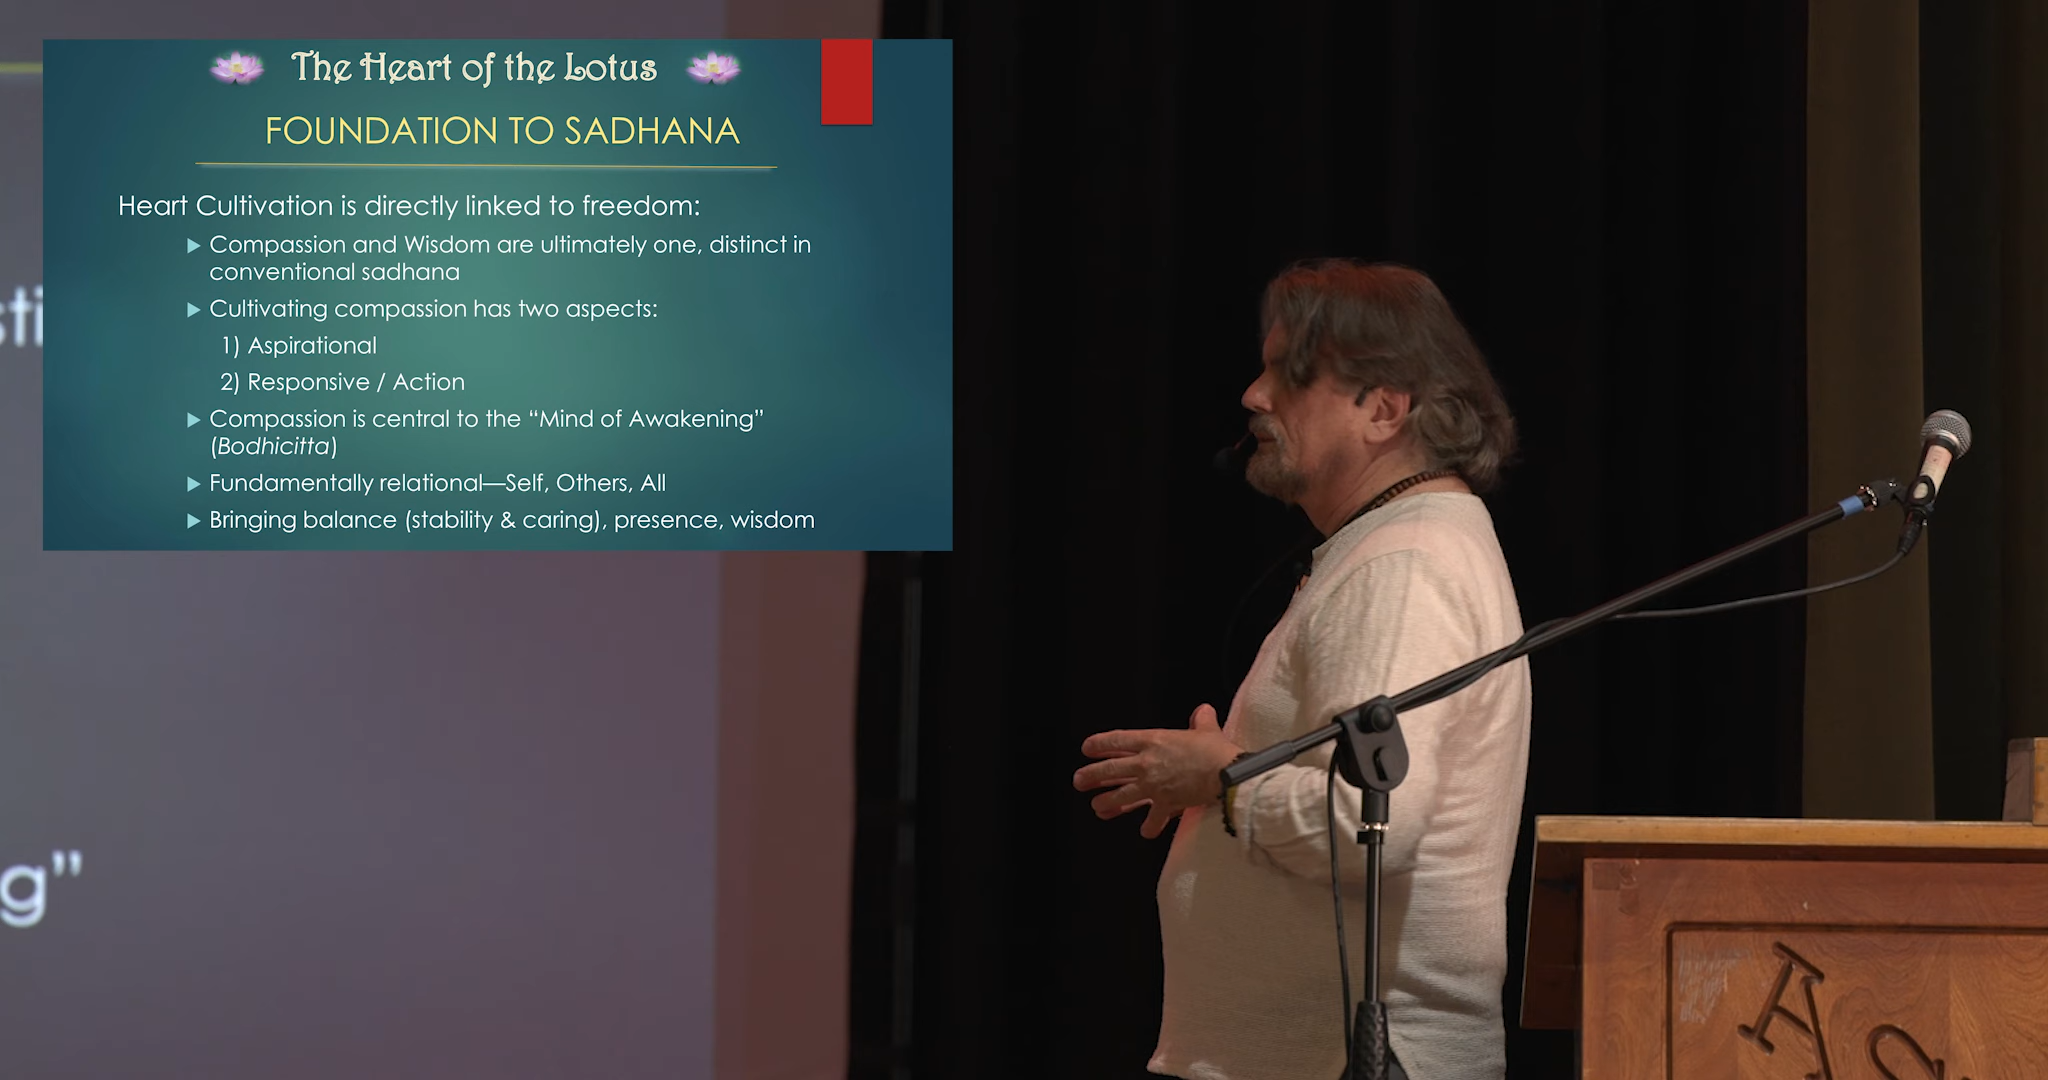 The Heart of the Lotus
FOUNDATION TO SADHANA
Heart Cultivation is directly linked to freedom:
Compassion and Wisdom are ultimately one, distinct in
conventional sadhana
Cultivating compassion has two aspects:
1) Aspirational
2) Responsive / Action
Compassion is central to the “Mind of Awakening”
(Bodhicitta)
Fundamentally relational—Self, Others, All
Bringing balance (stability & caring), presence, wisdom
sti
g”
A